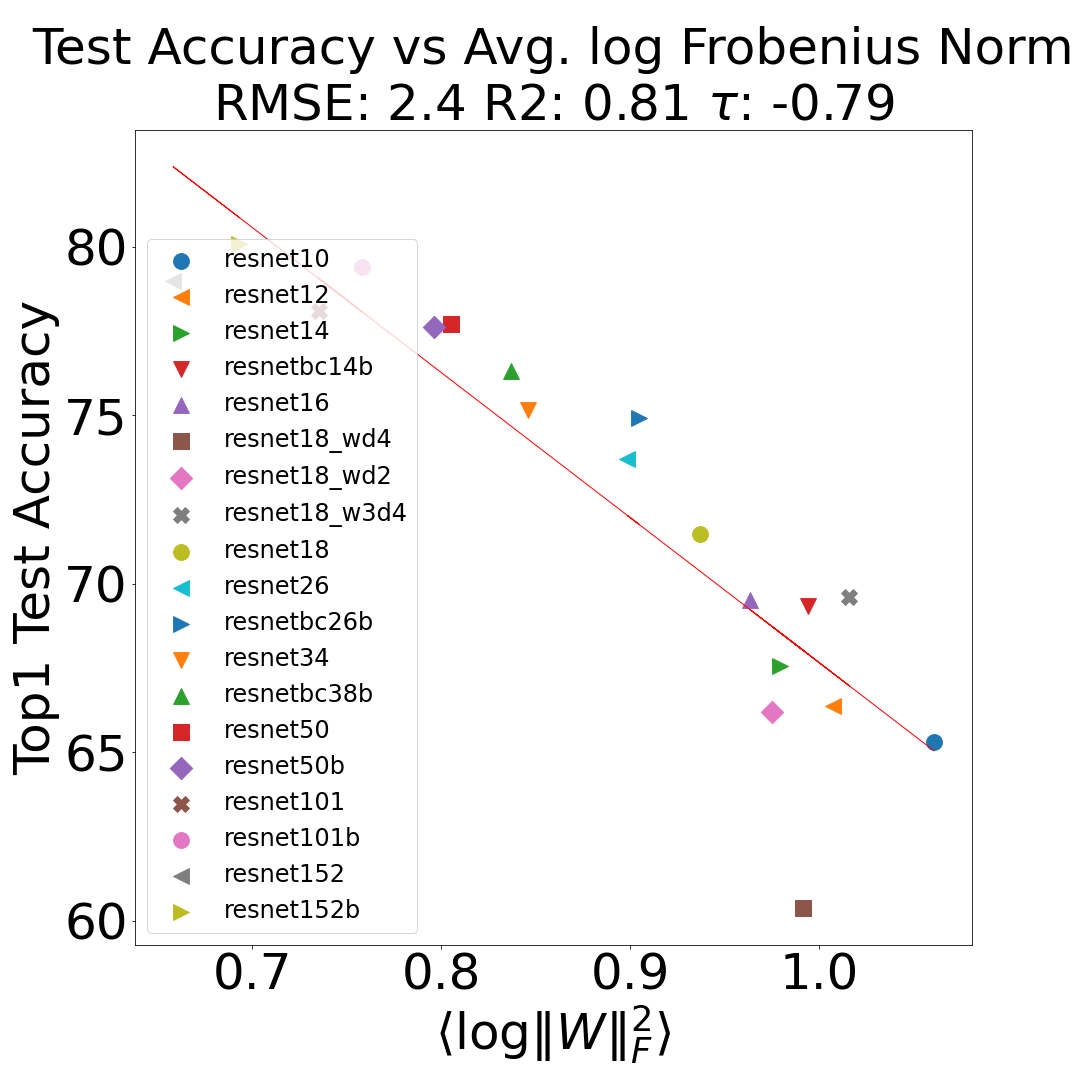 Test Accuracy vs Avg. log Frobenius Norm
RMSE: 2.4 R2: 0.81 τ: -0.79
Top1 Test Accuracy
80
75
70
65
60
resnet10
resnet12
resnet14
resnetbc14b
resnet16
resnet18_wd4
resnet18_wd2
resnet18_w3d4
resnet18
resnet26
resnetbc26b
resnet34
resnetbc38b
resnet50
resnet50b
resnet101
resnet101b
resnet152
resnet152b
0.7 0.8 0.9 1.0
⟨log‖W‖²_F⟩